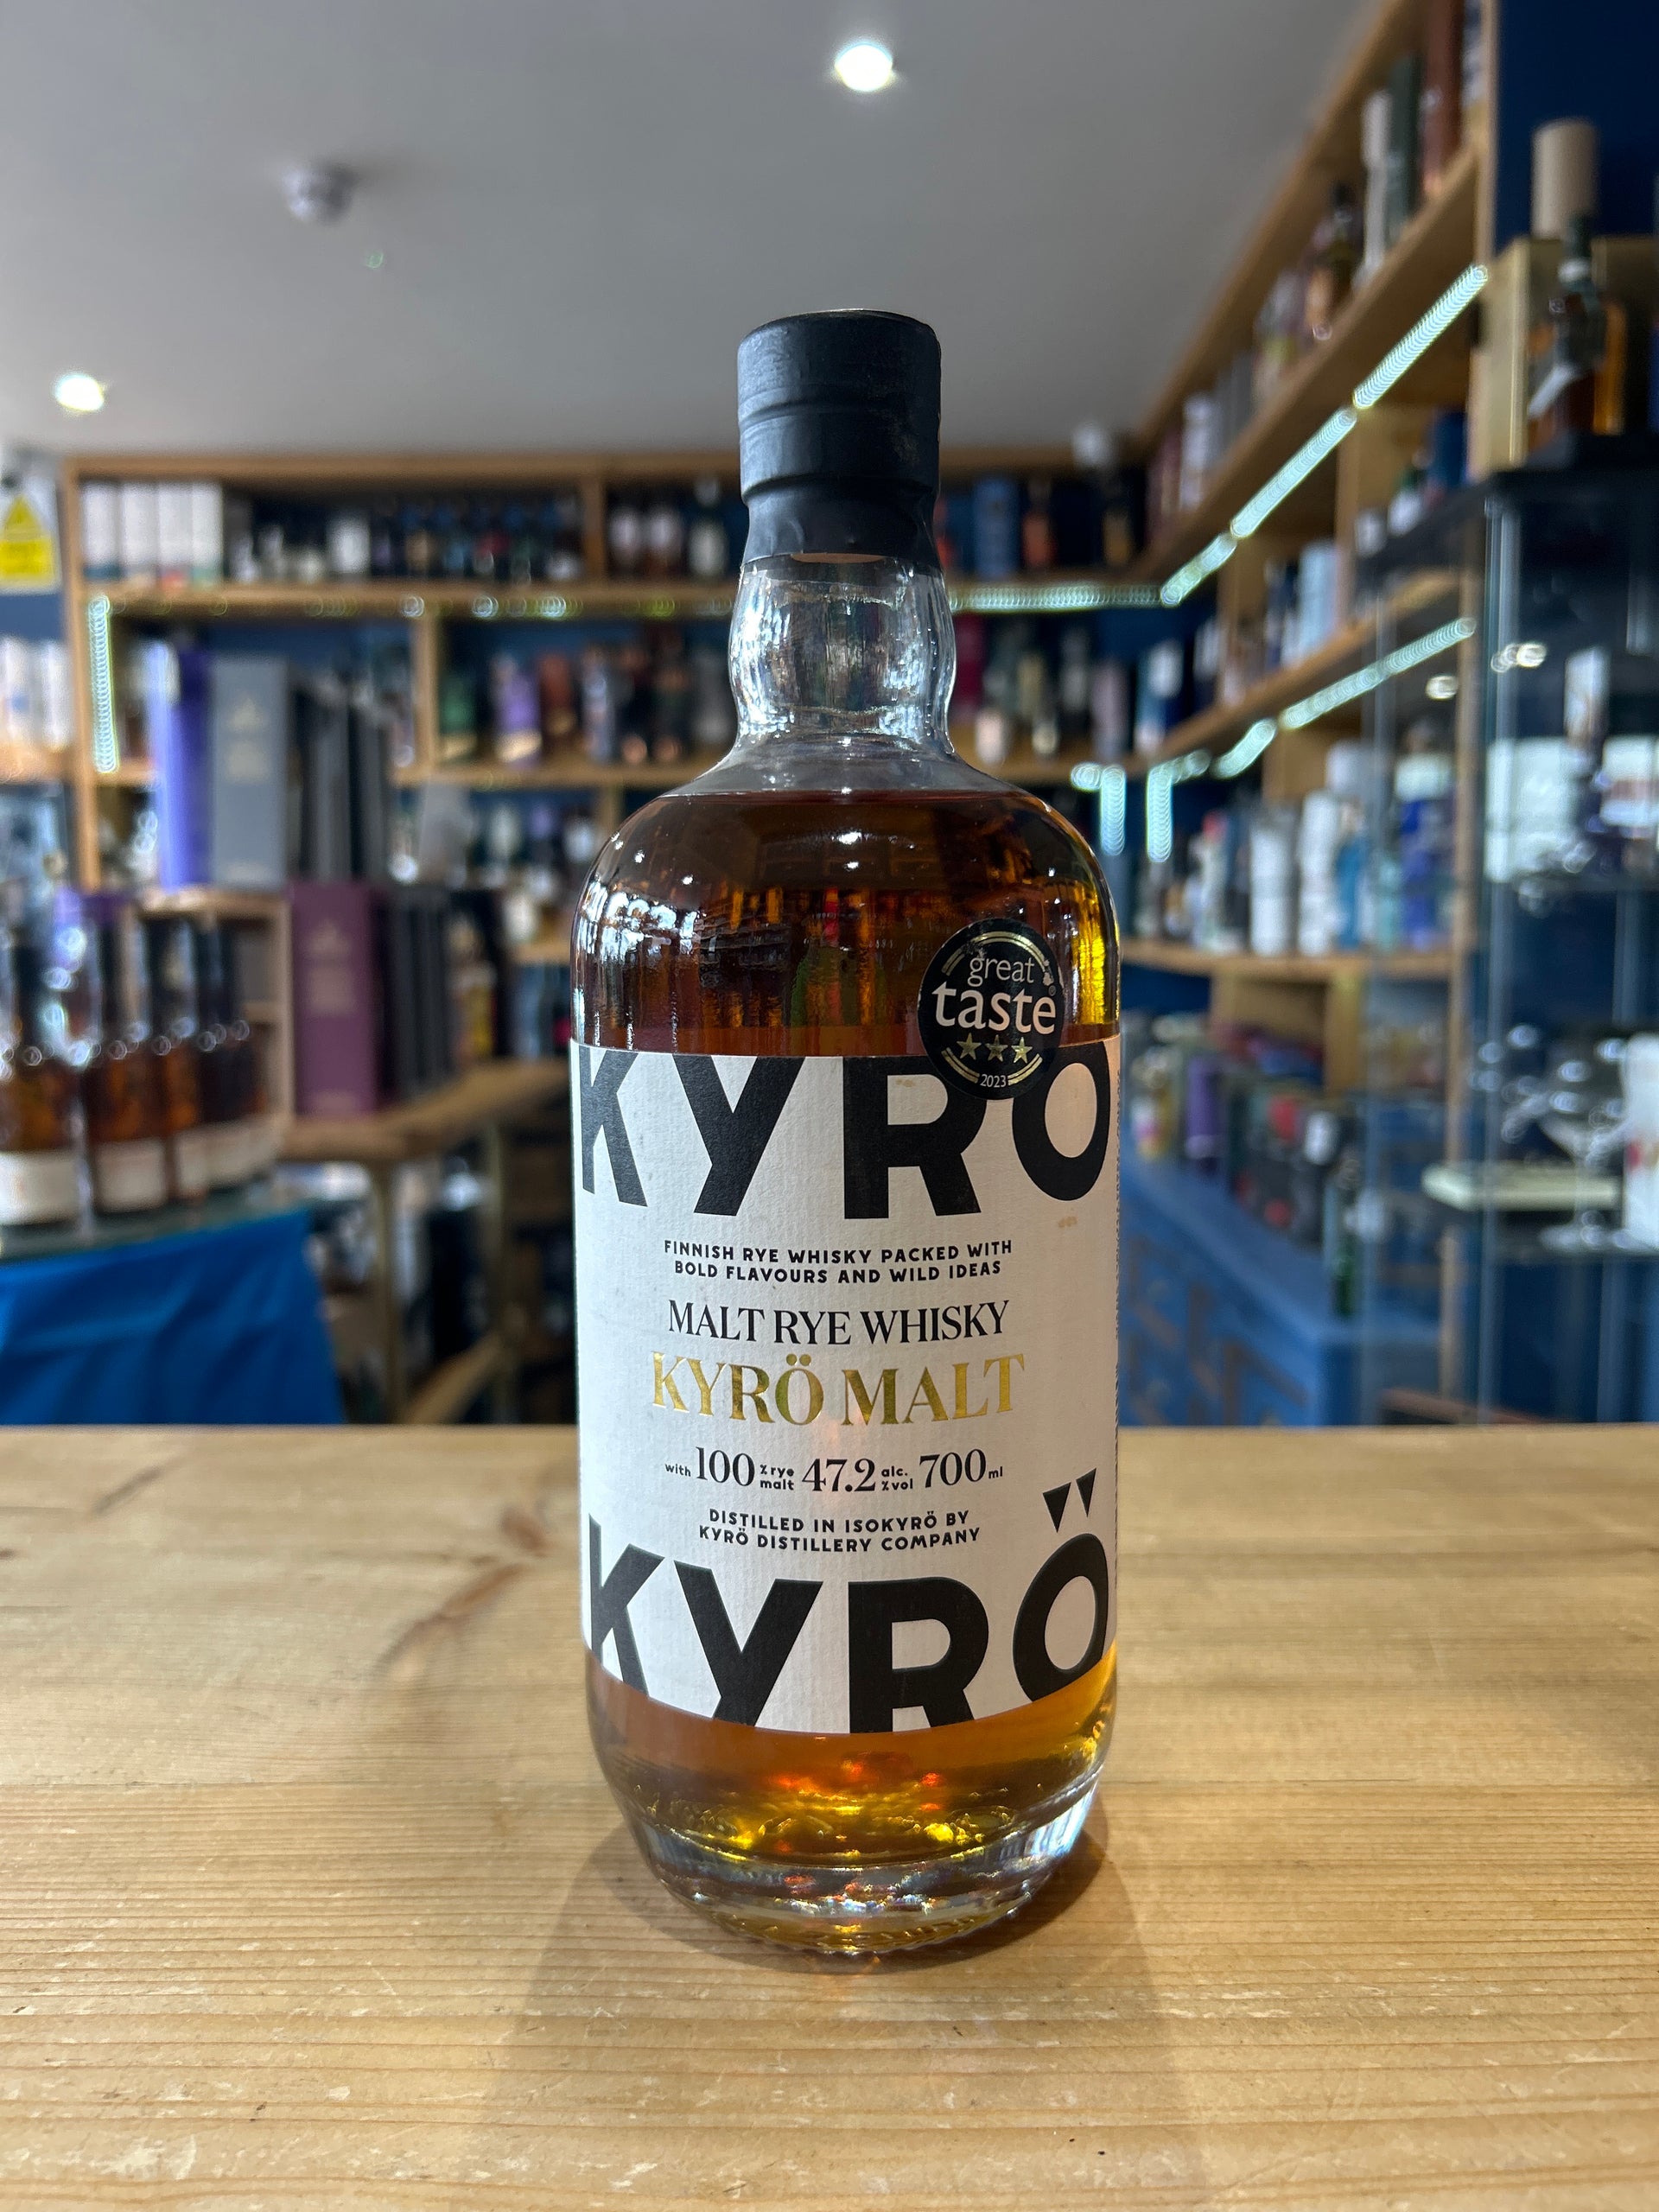 great
taste
2023
KYRÖ
FINNISH RYE WHISKY PACKED WITH
BOLD FLAVOURS AND WILD IDEAS
MALT RYE WHISKY
KYRÖ MALT
with 100 % rye malt 47.2 alc. % vol 700 ml
DISTILLED IN ISOKYRÖ BY
KYRÖ DISTILLERY COMPANY
KYRÖ